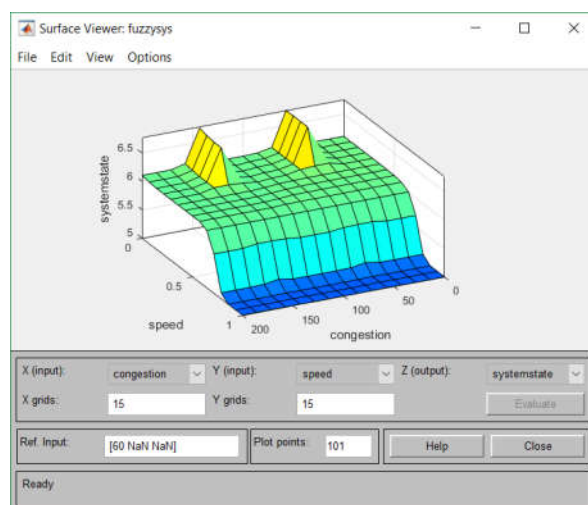 Surface Viewer: fuzzysys
File Edit View Options
6.5
6
5.5
5
0
0.5
1
systemstate
speed
200
150
100
50
0
congestion
X (input): congestion Y (input): speed Z (output): systemstate
X grids: 15 Y grids: 15 Evaluate
Ref. Input: [60 NaN NaN] Plot points: 101 Help Close
Ready